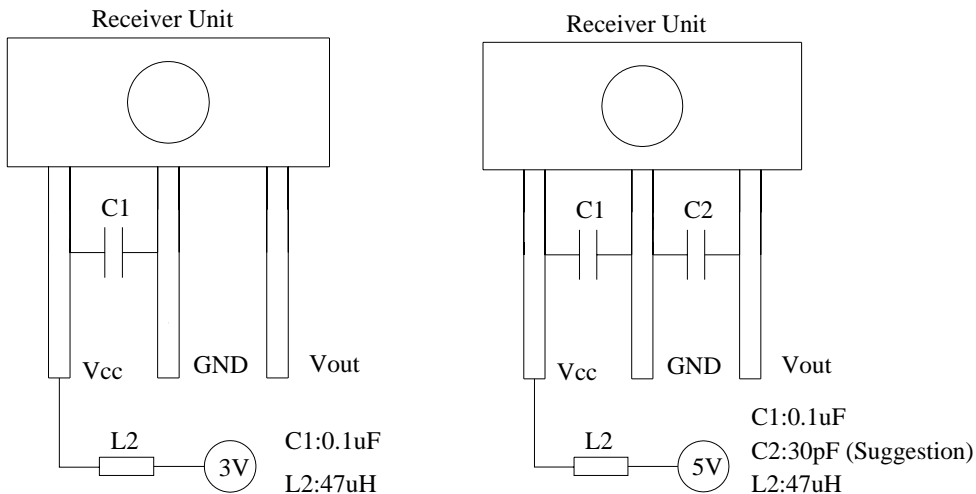 Receiver Unit
C1
Vcc
GND
Vout
L2
3V
C1:0.1uF
L2:47uH
Receiver Unit
C1
C2
Vcc
GND
Vout
L2
5V
C1:0.1uF
C2:30pF (Suggestion)
L2:47uH